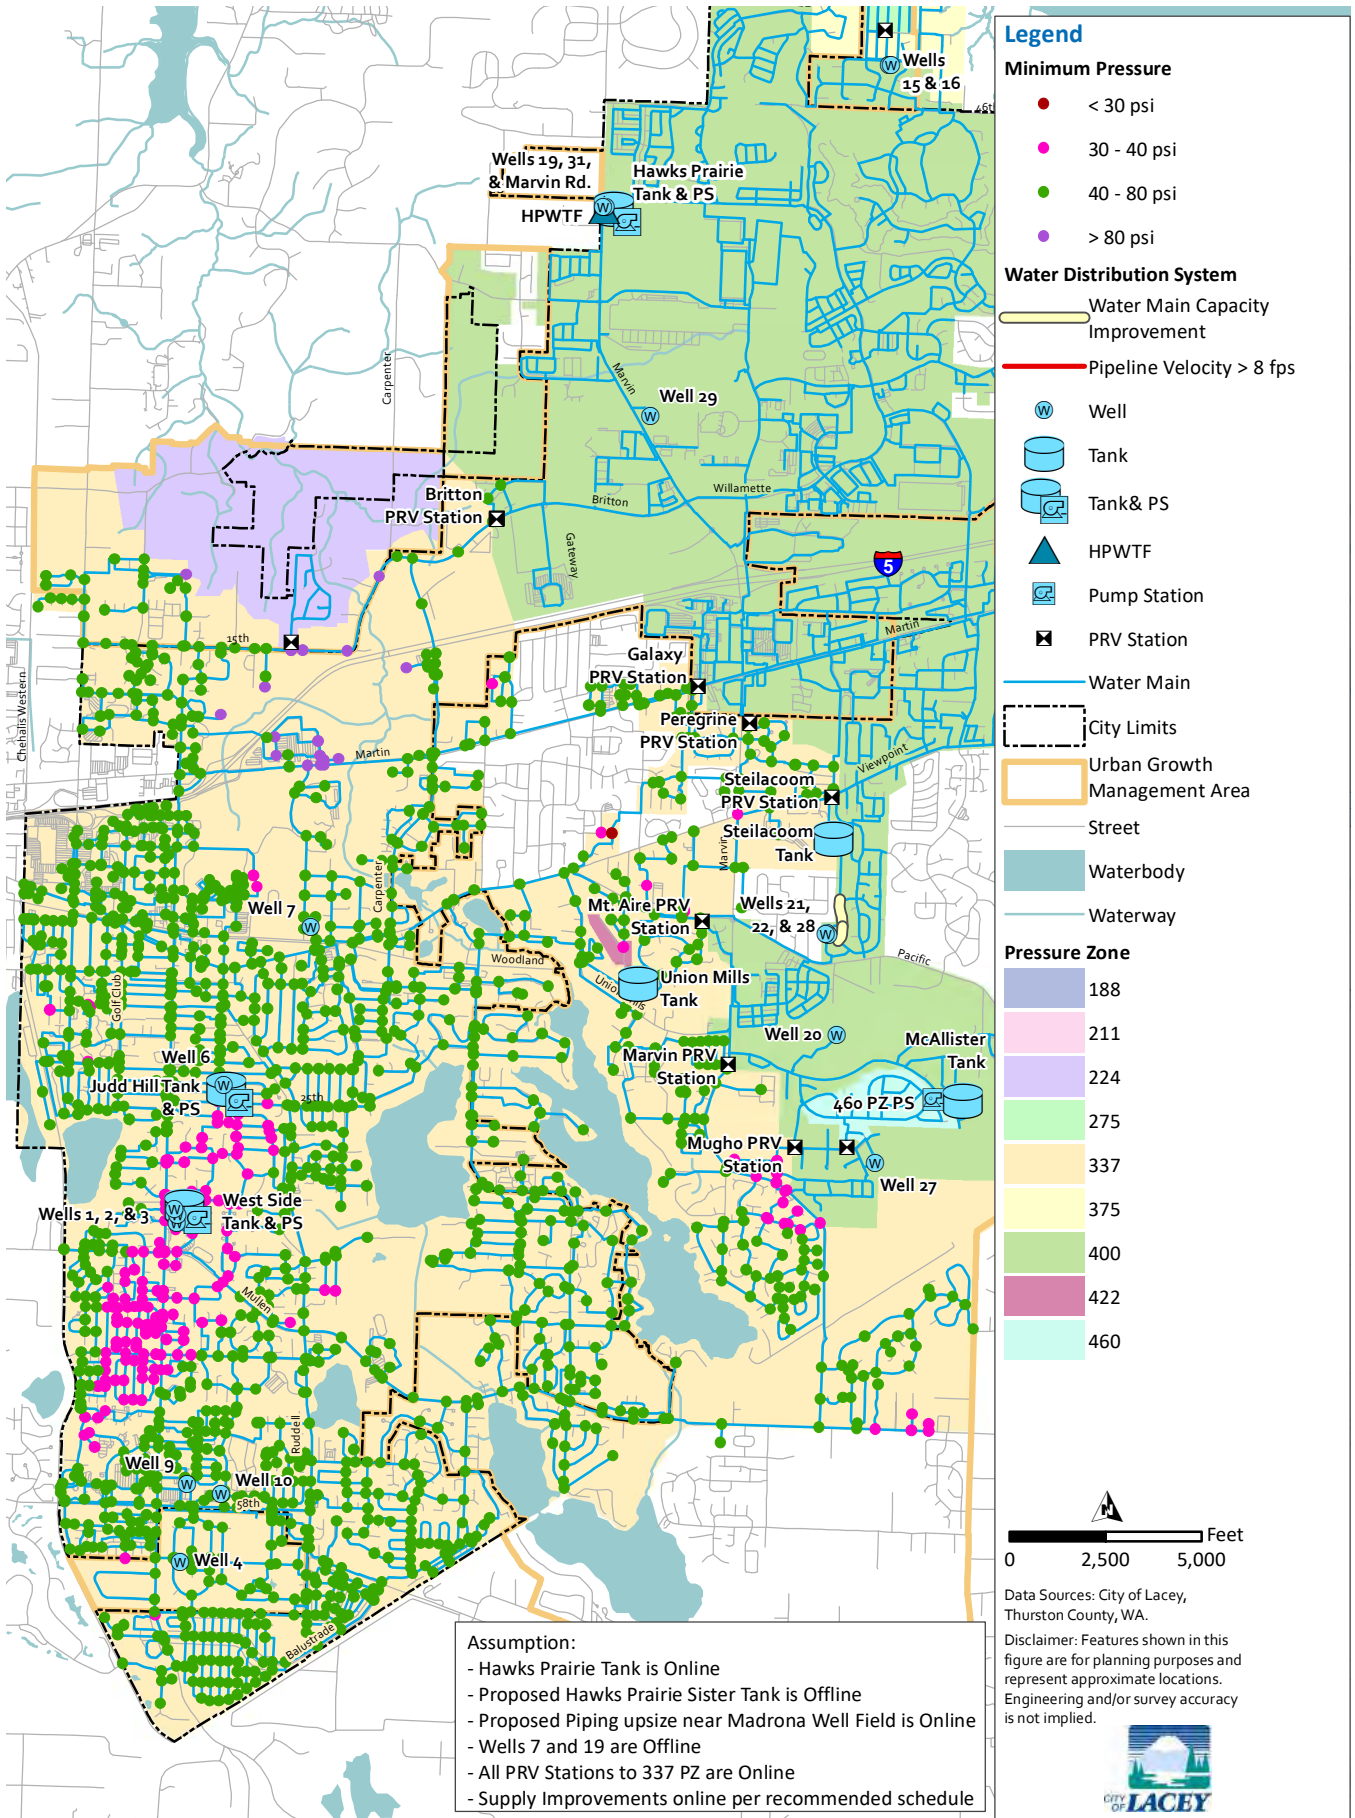 Wells
15 & 16
46th
Wells 19, 31,
& Marvin Rd.
Hawks Prairie
Tank & PS
HPWTF
Carpenter
Marvin
Well 29
Willamette
Britton
PRV Station
Britton
Gateway
5
15th
Martin
Galaxy
PRV Station
Chehalis Western
Peregrine
PRV Station
Martin
Viewpoint
Steilacoom
PRV Station
Steilacoom
Tank
Marvin
Carpenter
Well 7
Mt. Aire PRV
Station
Wells 21,
22, & 28
Pacific
Woodland
Golf Club
Union Mills
Union Mills
Tank
Well 20
McAllister
Tank
Well 6
Judd Hill Tank
& PS
25th
Marvin PRV
Station
460 PZ PS
Mugho PRV
Station
Well 27
Wells 1, 2, & 3
West Side
Tank & PS
Mullen
Ruddell
Well 9
Well 10
58th
Well 4
Balustrade
Assumption:
- Hawks Prairie Tank is Online
- Proposed Hawks Prairie Sister Tank is Offline
- Proposed Piping upsize near Madrona Well Field is Online
- Wells 7 and 19 are Offline
- All PRV Stations to 337 PZ are Online
- Supply Improvements online per recommended schedule
Legend
Minimum Pressure
< 30 psi
30 - 40 psi
40 - 80 psi
> 80 psi
Water Distribution System
Water Main Capacity
Improvement
Pipeline Velocity > 8 fps
W Well
Tank
Tank& PS
HPWTF
Pump Station
PRV Station
Water Main
City Limits
Urban Growth
Management Area
Street
Waterbody
Waterway
Pressure Zone
188
211
224
275
337
375
400
422
460
N
Feet
0 2,500 5,000
Data Sources: City of Lacey,
Thurston County, WA.
Disclaimer: Features shown in this
figure are for planning purposes and
represent approximate locations.
Engineering and/or survey accuracy
is not implied.
CITY OF LACEY